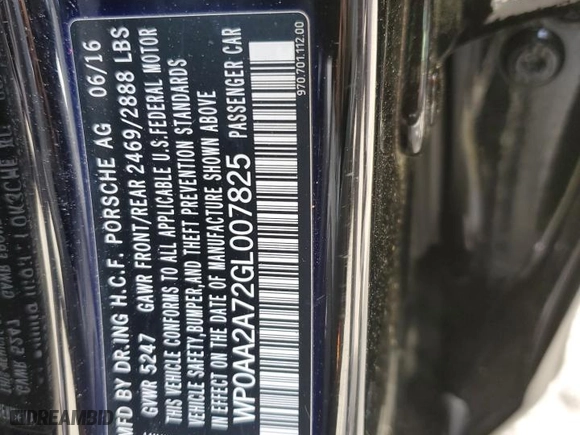 MFD BY DR.ING H.C.F. PORSCHE AG 06/16
GVWR 5247 GAWR FRONT/REAR 2469/2888 LBS
THIS VEHICLE CONFORMS TO ALL APPLICABLE U.S.FEDERAL MOTOR
VEHICLE SAFETY,BUMPER,AND THEFT PREVENTION STANDARDS
IN EFFECT ON THE DATE OF MANUFACTURE SHOWN ABOVE
WP0AA2A72GL007825 PASSENGER CAR
970.701.112.00
DREAMBID